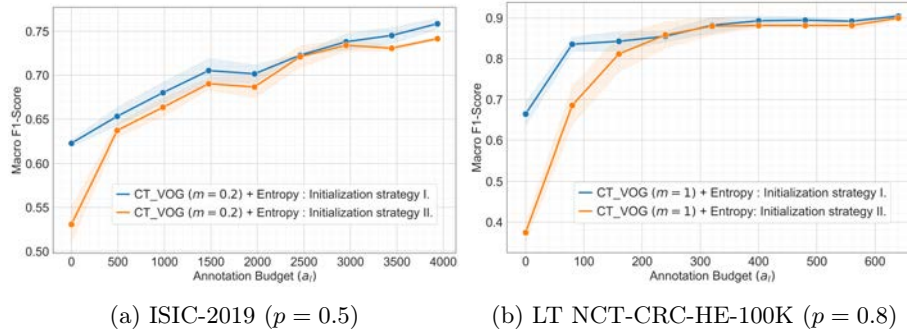 0.75
0.70
0.65
0.60
0.55
0.50
Macro F1-Score
CT_VOG (m = 0.2) + Entropy : Initialization strategy I.
CT_VOG (m = 0.2) + Entropy : Initialization strategy II.
0 500 1000 1500 2000 2500 3000 3500 4000
Annotation Budget (a_l)
(a) ISIC-2019 (p = 0.5)
0.9
0.8
0.7
0.6
0.5
0.4
Macro F1-Score
CT_VOG (m = 1) + Entropy : Initialization strategy I.
CT_VOG (m = 1) + Entropy: Initialization strategy II.
0 100 200 300 400 500 600
Annotation Budget (a_l)
(b) LT NCT-CRC-HE-100K (p = 0.8)